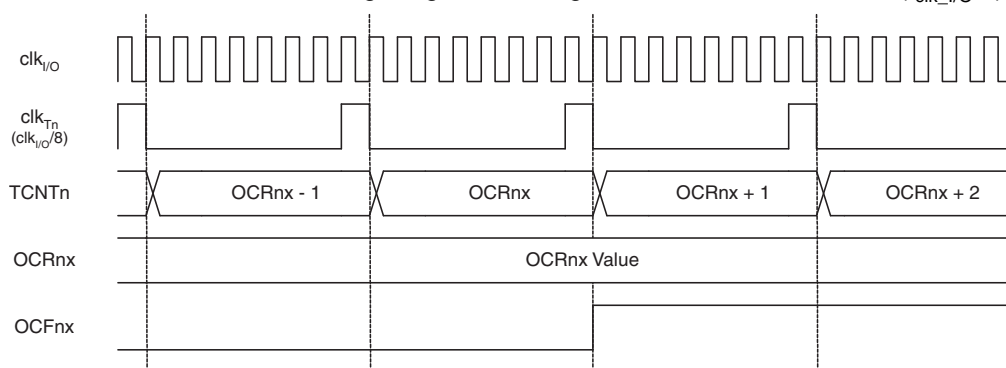 clkI/O
clkTn
(clkI/O/8)
TCNTn OCRnx - 1 OCRnx OCRnx + 1 OCRnx + 2
OCRnx OCRnx Value
OCFnx